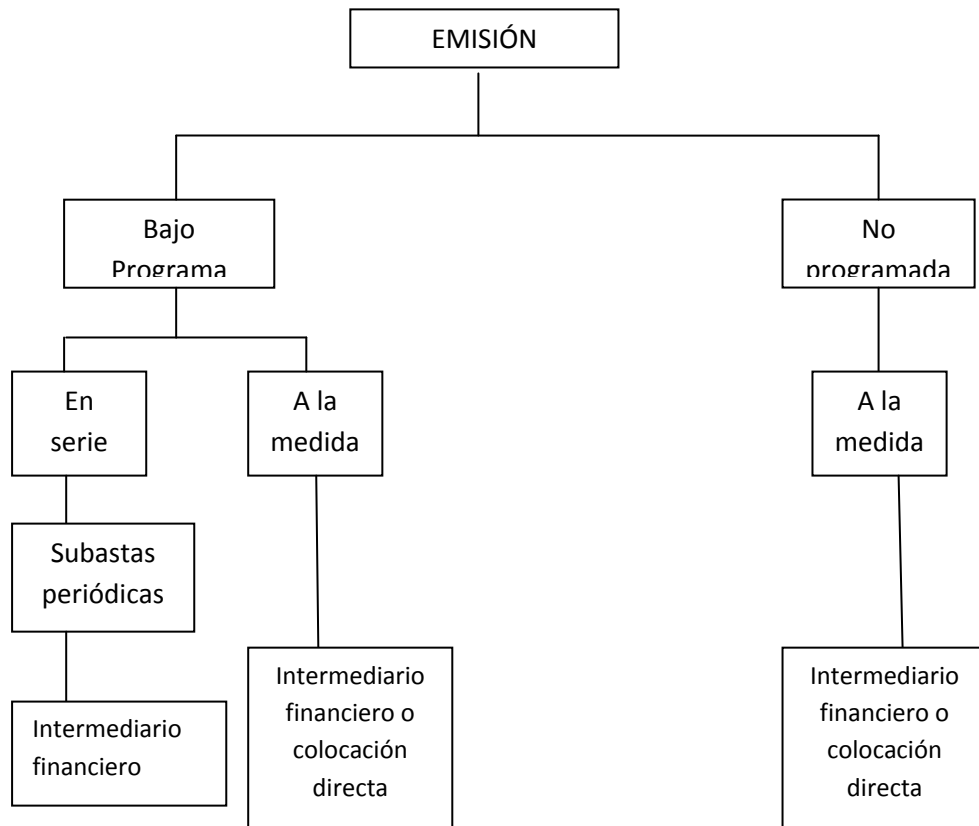 EMISIÓN
Bajo
Programa
No
programada
En
serie
A la
medida
A la
medida
Subastas
periódicas
Intermediario
financiero
Intermediario
financiero o
colocación
directa
Intermediario
financiero o
colocación
directa